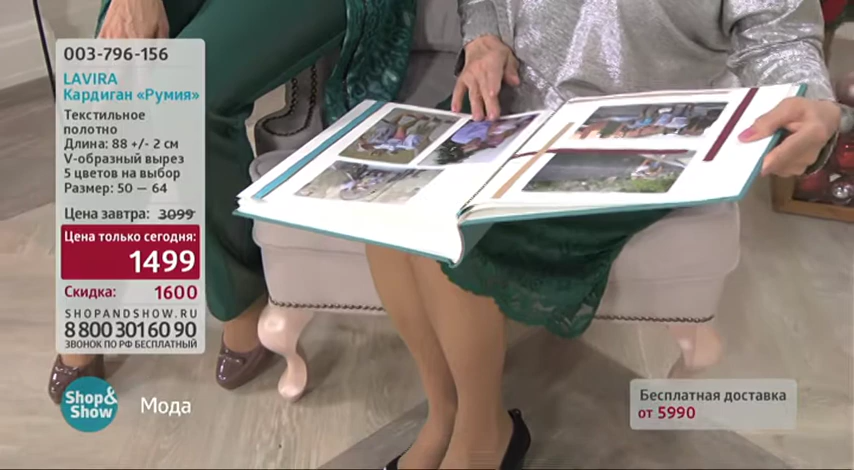 003-796-156
LAVIRA
Кардиган «Румия»
Текстильное
полотно
Длина: 88 +/- 2 см
V-образный вырез
5 цветов на выбор
Размер: 50 — 64
Цена завтра: 3099
Цена только сегодня:
1499
Скидка: 1600
SHOPANDSHOW.RU
8 800 301 60 90
ЗВОНОК ПО РФ БЕСПЛАТНЫЙ
Shop&
Show
Мода
Бесплатная доставка
от 5990